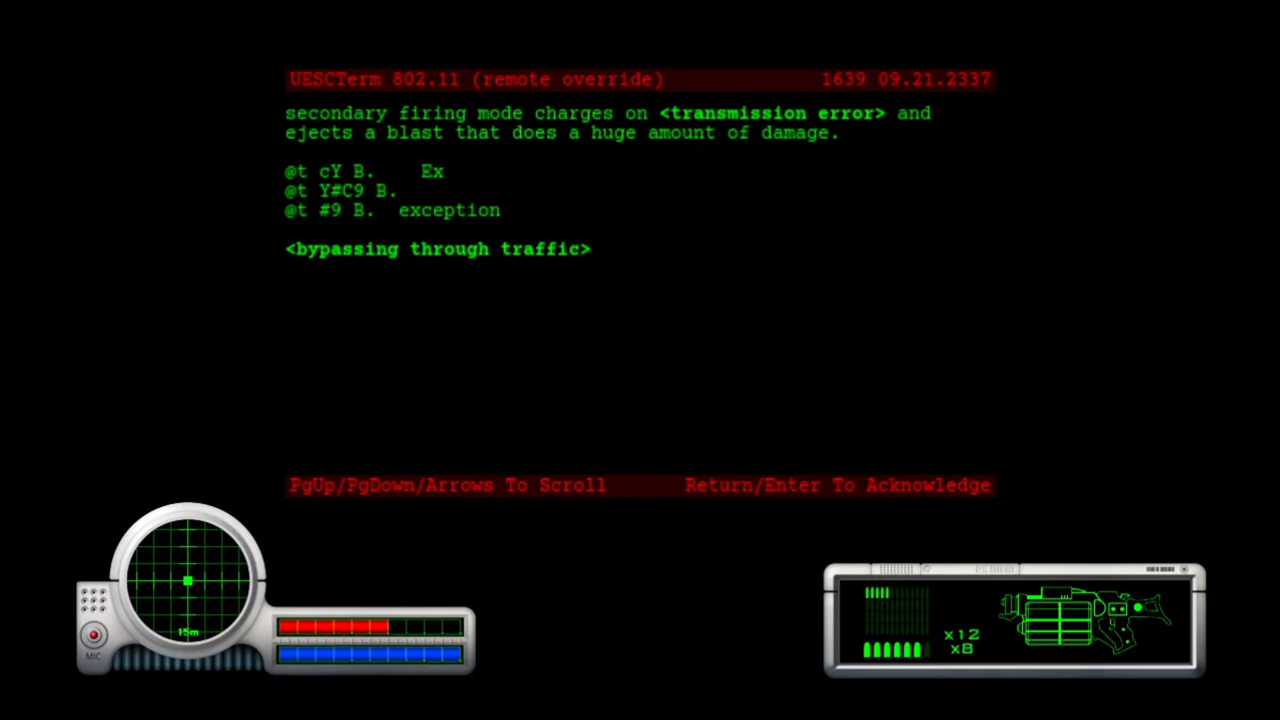 UESCTerm 802.11 (remote override) 1639 09.21.2337
secondary firing mode charges on <transmission error> and
ejects a blast that does a huge amount of damage.
@t cY B.    Ex
@t Y#C9 B.
@t #9 B.  exception
<bypassing through traffic>
PgUp/PgDown/Arrows To Scroll Return/Enter To Acknowledge
15m
MIC
x12
x8